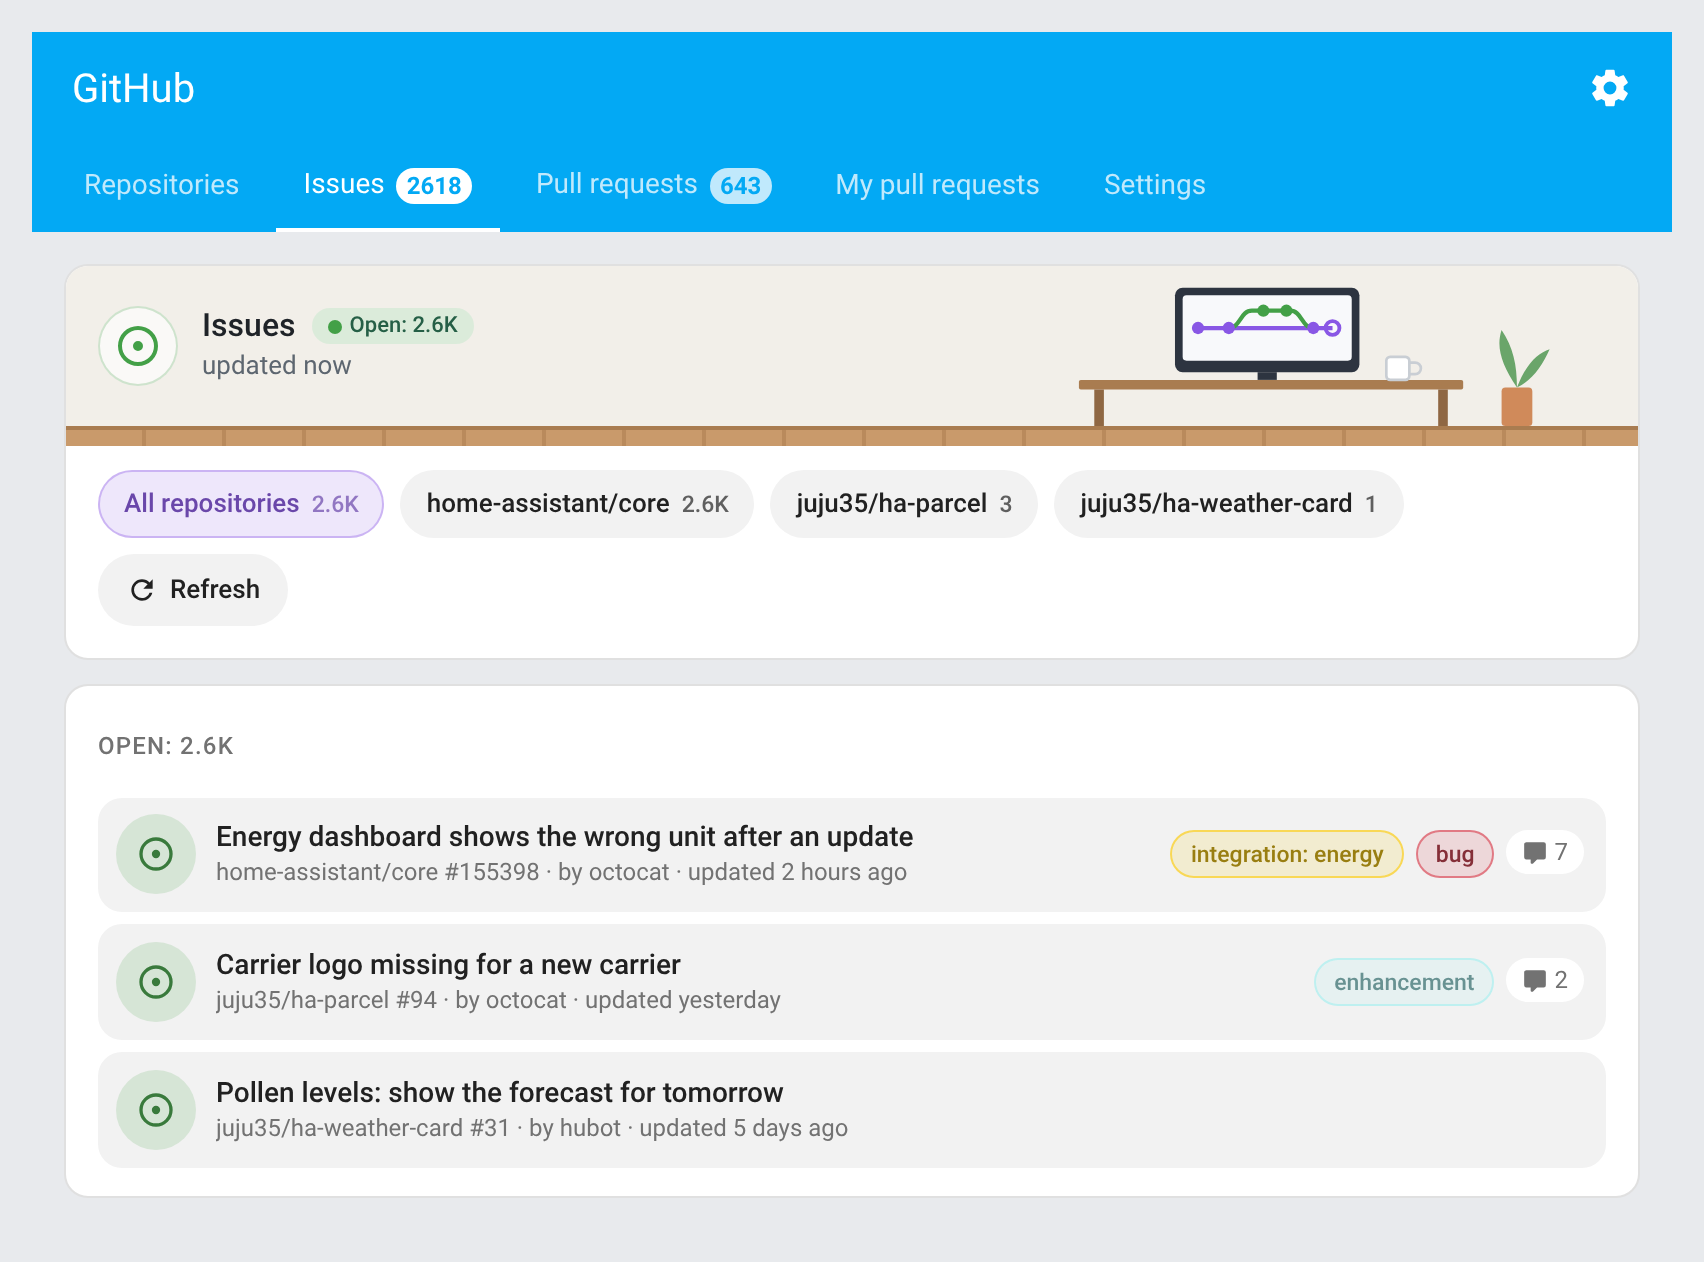 GitHub
Repositories Issues 2618 Pull requests 643 My pull requests Settings
Issues Open: 2.6K
updated now
All repositories 2.6K home-assistant/core 2.6K juju35/ha-parcel 3 juju35/ha-weather-card 1
Refresh
OPEN: 2.6K
Energy dashboard shows the wrong unit after an update
home-assistant/core #155398 · by octocat · updated 2 hours ago
integration: energy bug 7
Carrier logo missing for a new carrier
juju35/ha-parcel #94 · by octocat · updated yesterday
enhancement 2
Pollen levels: show the forecast for tomorrow
juju35/ha-weather-card #31 · by hubot · updated 5 days ago